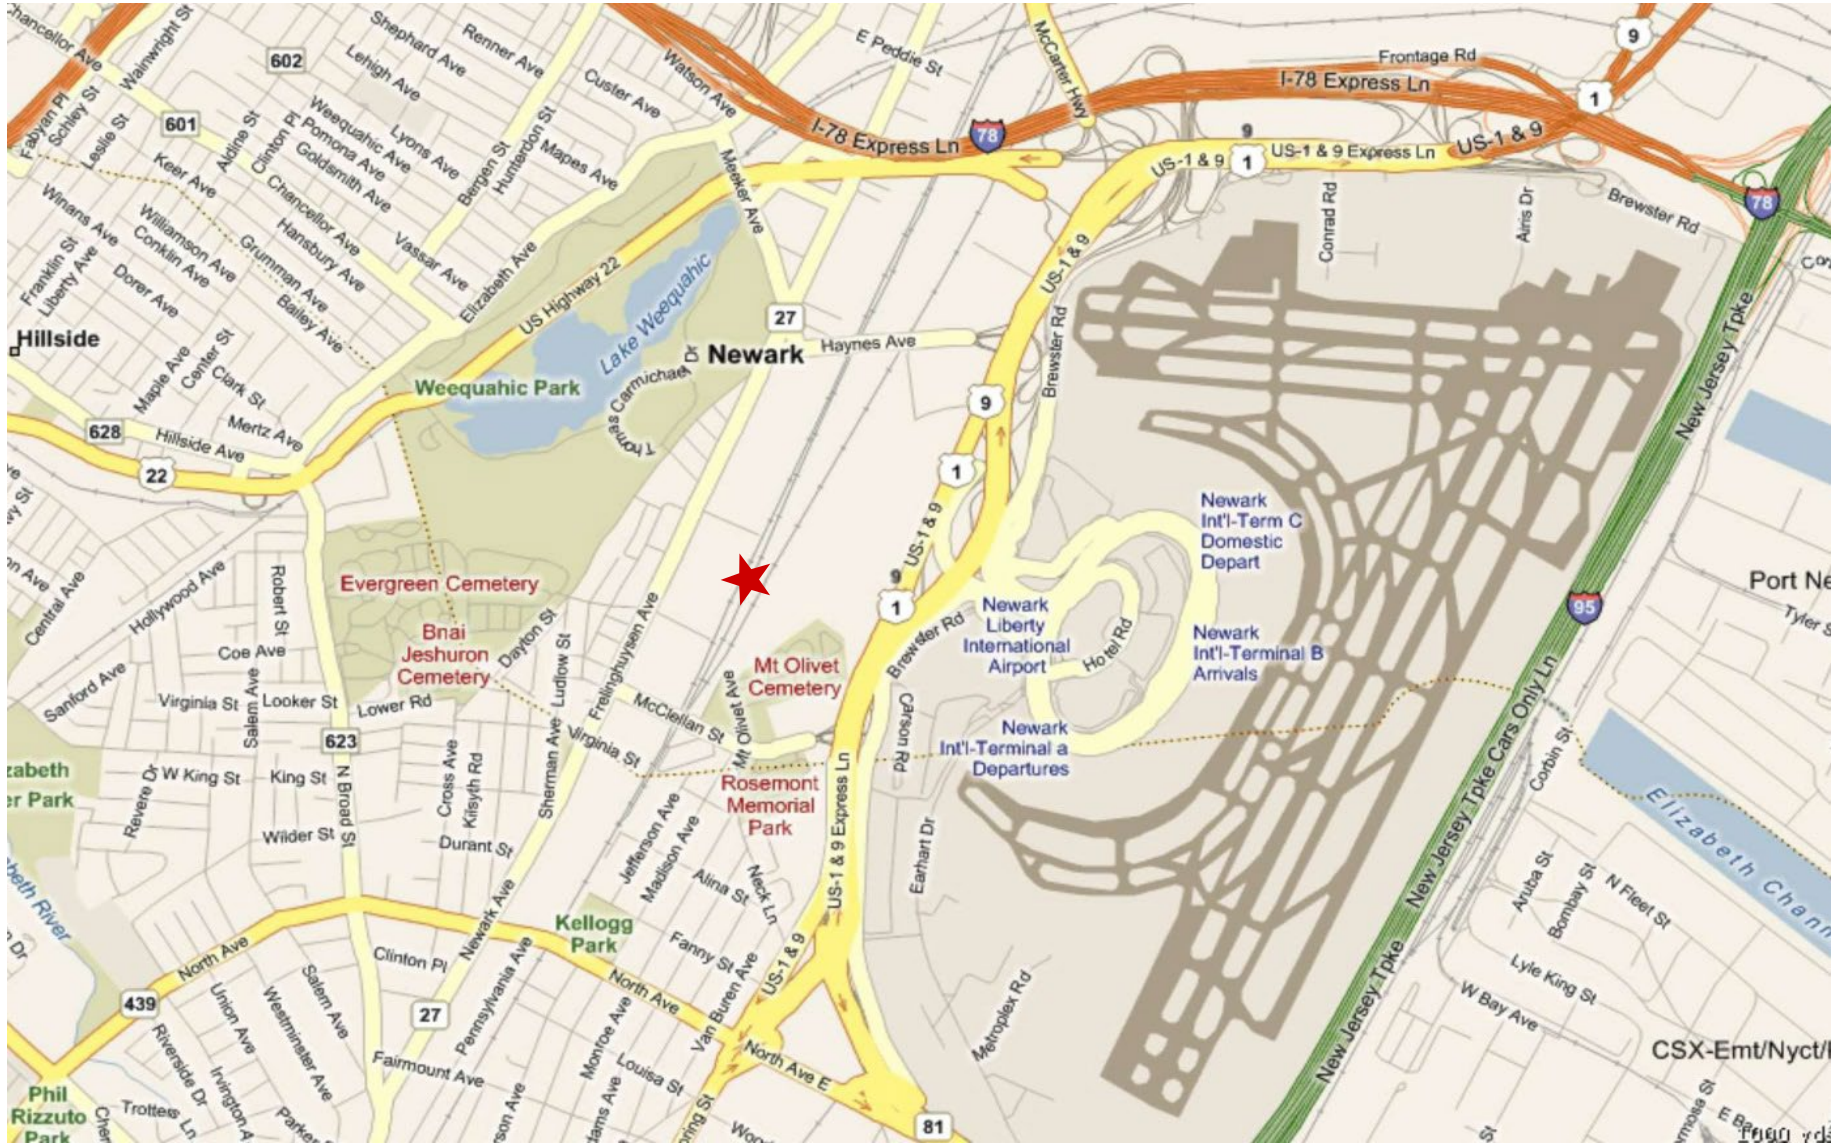 Chancellor Ave
Wainwright St
602
Shephard Ave
Lehigh Ave
Renner Ave
Custer Ave
Watson Ave
E Peddie St
McCarter Hwy
Frontage Rd
9
I-78 Express Ln
1
Fabyan Pl
Schley St
Leslie St
601
Aldine St
Clinton Pl
Weequahic Ave
Pomona Ave
Goldsmith Ave
Lyons Ave
Keer Ave
Chancellor Ave
Bergen St
Hunterdon St
Mapes Ave
I-78 Express Ln
78
Meeker Ave
US-1 & 9
9
1
US-1 & 9 Express Ln
US-1 & 9
78
Brewster Rd
Conrad Rd
Airis Dr
Winans Ave
Williamson Ave
Conklin Ave
Grumman Ave
Hansbury Ave
Vassar Ave
Elizabeth Ave
Franklin St
Liberty Ave
Dorer Ave
Bailey Ave
US Highway 22
Lake Weequahic
US-1 & 9
Brewster Rd
New Jersey Tpke
Hillside
Maple Ave
Center St
Clark St
Mertz Ave
Weequahic Park
Thomas Carmichael Dr
27
Newark
Haynes Ave
9
628
Hillside Ave
22
1
US-1 & 9
Newark
Int'l-Term C
Domestic
Depart
Central Ave
Hollywood Ave
Robert St
Evergreen Cemetery
Bnai
Jeshuron
Cemetery
Dayton St
Ludlow St
Frelinghuysen Ave
9
1
Brewster Rd
Newark
Liberty
International
Airport
Hotel Rd
Newark
Int'l-Terminal B
Arrivals
95
Port Ne
Tyler S
Sanford Ave
Coe Ave
Virginia St
Salem Ave
Looker St
Lower Rd
623
McClellan St
Mt Olivet Ave
Mt Olivet
Cemetery
Virginia St
Carson Rd
Newark
Int'l-Terminal a
Departures
New Jersey Tpke Cars Only Ln
Corbin St
zabeth
er Park
Revere Dr
W King St
King St
N Broad St
Cross Ave
Kilsyth Rd
Sherman Ave
Rosemont
Memorial
Park
US-1 & 9 Express Ln
Elizabeth Chann
Wilder St
Durant St
Jefferson Ave
Madison Ave
Alina St
Neck Ln
Earhart Dr
Aruba St
Bombay St
N Fleet St
beth River
North Ave
439
Clinton Pl
Newark Ave
Kellogg
Park
Fanny St
US-1 & 9
Van Buren Ave
North Ave
Lyle King St
W Bay Ave
New Jersey Tpke
Metroplex Rd
Salem Ave
Westminster Ave
Union Ave
Riverside Dr
Irvington A
27
Pennsylvania Ave
Fairmount Ave
Monroe Ave
Louisa St
North Ave E
81
New Jersey Tpke
CSX-Emt/Nyct/
Phil
Rizzuto
Park
Trotters Ln
Parker
E Ba